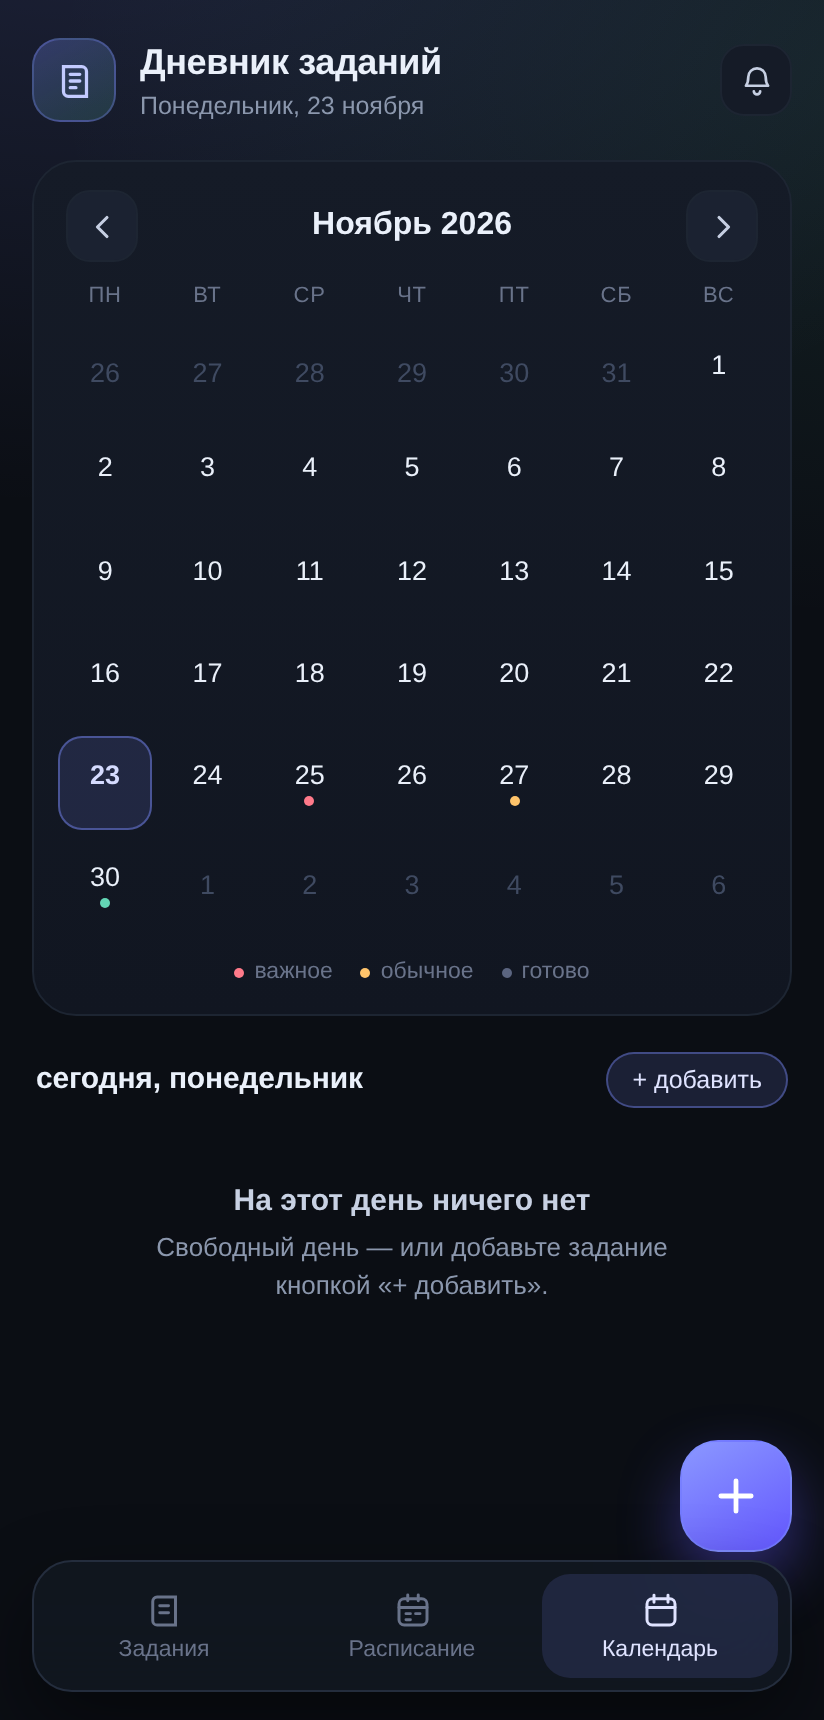 Дневник заданий
Понедельник, 23 ноября
Ноябрь 2026
ПН ВТ СР ЧТ ПТ СБ ВС
26 27 28 29 30 31 1
2 3 4 5 6 7 8
9 10 11 12 13 14 15
16 17 18 19 20 21 22
23 24 25 26 27 28 29
30 1 2 3 4 5 6
важное обычное готово
сегодня, понедельник
+ добавить
На этот день ничего нет
Свободный день — или добавьте задание
кнопкой «+ добавить».
Задания Расписание Календарь